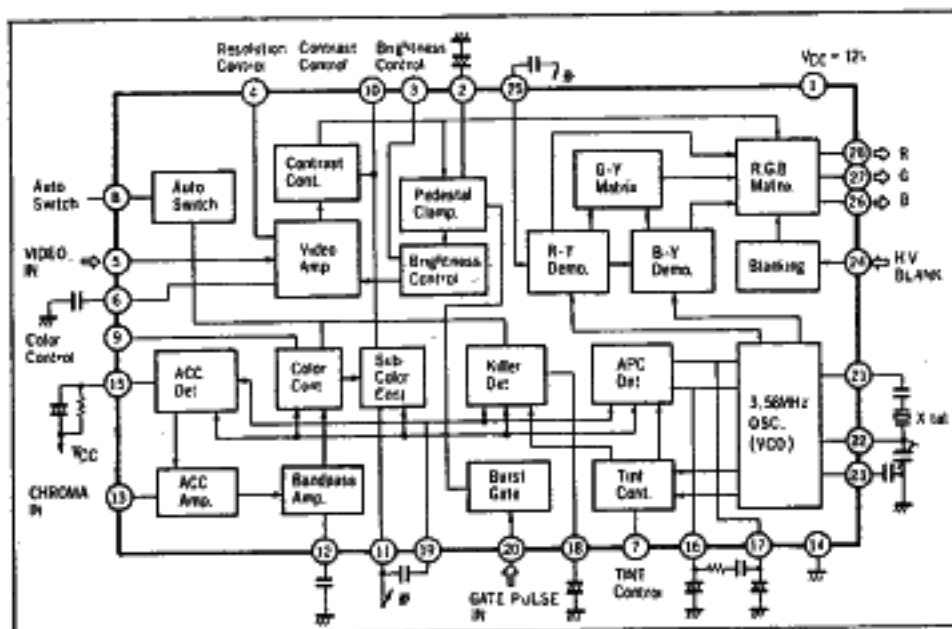 Resolution Control
Contrast Control
Brightness Control
VCC = 12V
4
10
3
2
25
1
Contrast Cont.
G-Y Matrix
R.G.B Matrix
28 R
27 G
26 B
Auto Switch
8
Auto Switch
Pedestal Clamp.
VIDEO IN
5
Video Amp
R-Y Demo.
B-Y Demo.
Blanking
24
H.V BLANK
Brightness Control
6
9
Color Control
15
ACC Det
Color Cont
Sub Color Cont
Killer Det
APC Det
3.58MHz OSC. (VCO)
21
X tal
22
23
VCC
CHROMA IN
13
ACC Amp.
Bandpass Amp.
Burst Gate
Tint Cont.
12
11
19
20
18
7
16
17
14
GATE PULSE IN
TINT Control